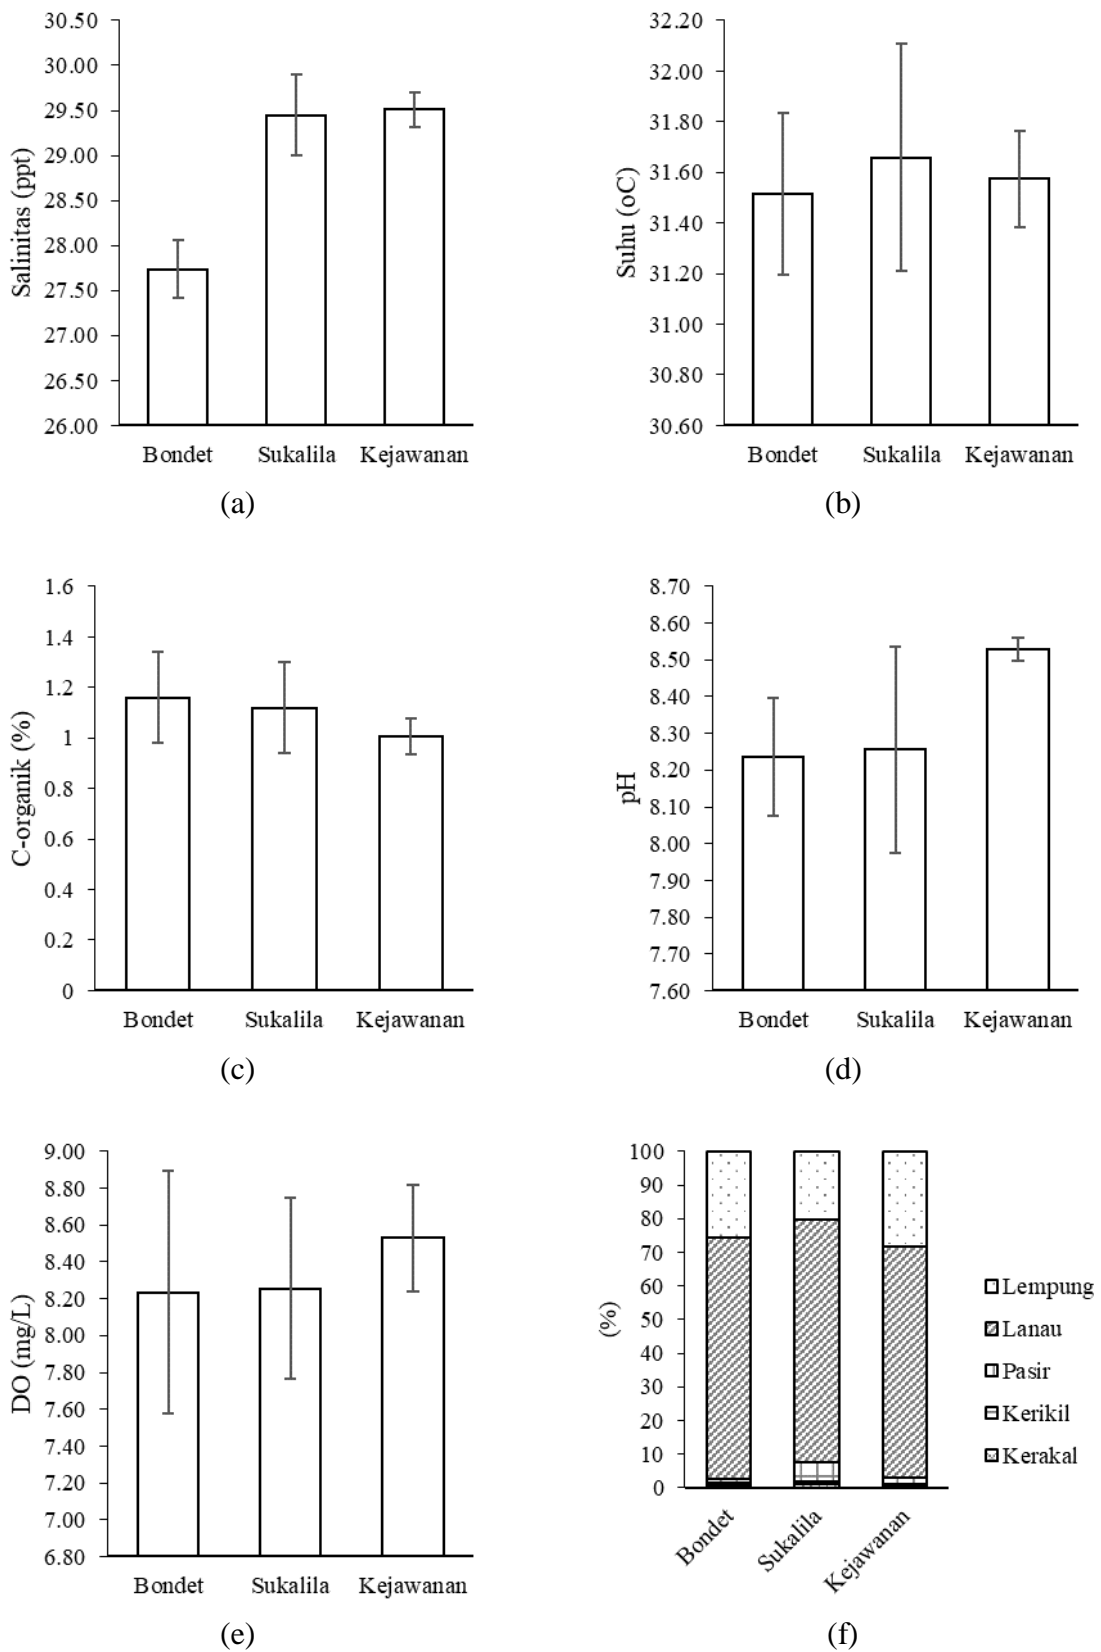 30.50
30.00
29.50
29.00
28.50
28.00
27.50
27.00
26.50
26.00
Salinitas (ppt)
Bondet Sukalila Kejawanan
(a)
32.20
32.00
31.80
31.60
31.40
31.20
31.00
30.80
30.60
Suhu (oC)
Bondet Sukalila Kejawanan
(b)
1.6
1.4
1.2
1
0.8
0.6
0.4
0.2
0
C-organik (%)
Bondet Sukalila Kejawanan
(c)
8.70
8.60
8.50
8.40
8.30
8.20
8.10
8.00
7.90
7.80
7.70
7.60
pH
Bondet Sukalila Kejawanan
(d)
9.00
8.80
8.60
8.40
8.20
8.00
7.80
7.60
7.40
7.20
7.00
6.80
DO (mg/L)
Bondet Sukalila Kejawanan
(e)
100
90
80
70
60
50
40
30
20
10
0
(%)
Bondet Sukalila Kejawanan
Lempung
Lanau
Pasir
Kerikil
Kerakal
(f)